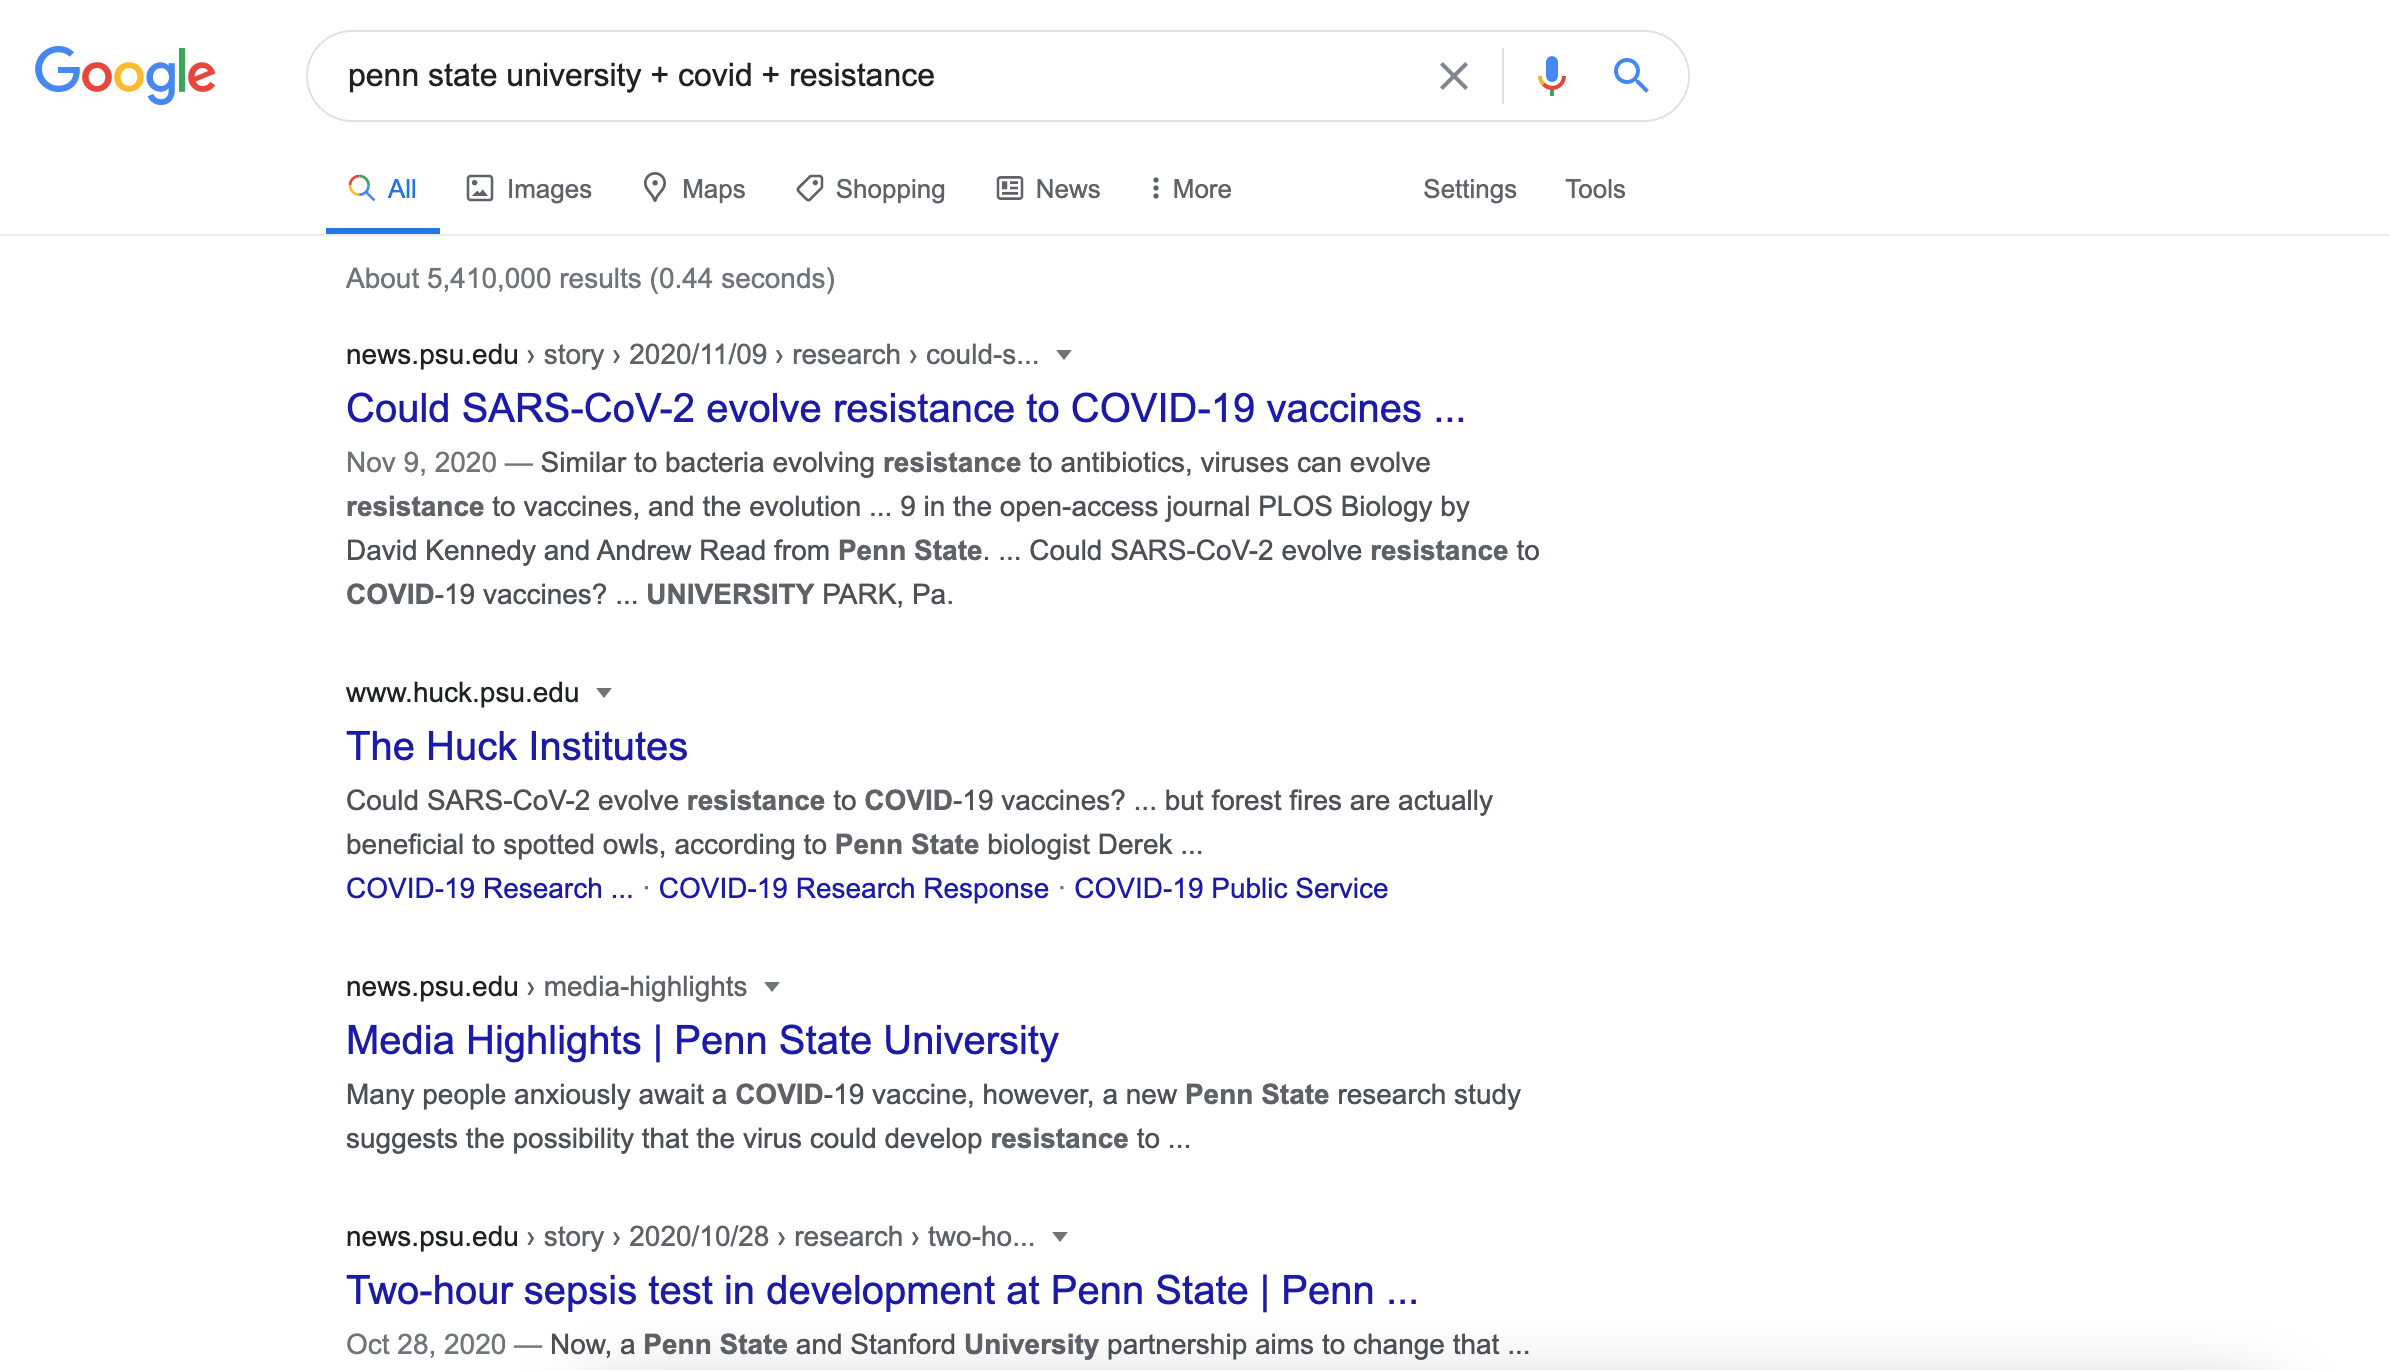 Google
penn state university + covid + resistance
All Images Maps Shopping News More Settings Tools
About 5,410,000 results (0.44 seconds)
news.psu.edu › story › 2020/11/09 › research › could-s...
Could SARS-CoV-2 evolve resistance to COVID-19 vaccines ...
Nov 9, 2020 — Similar to bacteria evolving resistance to antibiotics, viruses can evolve
resistance to vaccines, and the evolution ... 9 in the open-access journal PLOS Biology by
David Kennedy and Andrew Read from Penn State. ... Could SARS-CoV-2 evolve resistance to
COVID-19 vaccines? ... UNIVERSITY PARK, Pa.
www.huck.psu.edu
The Huck Institutes
Could SARS-CoV-2 evolve resistance to COVID-19 vaccines? ... but forest fires are actually
beneficial to spotted owls, according to Penn State biologist Derek ...
COVID-19 Research ... · COVID-19 Research Response · COVID-19 Public Service
news.psu.edu › media-highlights
Media Highlights | Penn State University
Many people anxiously await a COVID-19 vaccine, however, a new Penn State research study
suggests the possibility that the virus could develop resistance to ...
news.psu.edu › story › 2020/10/28 › research › two-ho...
Two-hour sepsis test in development at Penn State | Penn ...
Oct 28, 2020 — Now, a Penn State and Stanford University partnership aims to change that ...